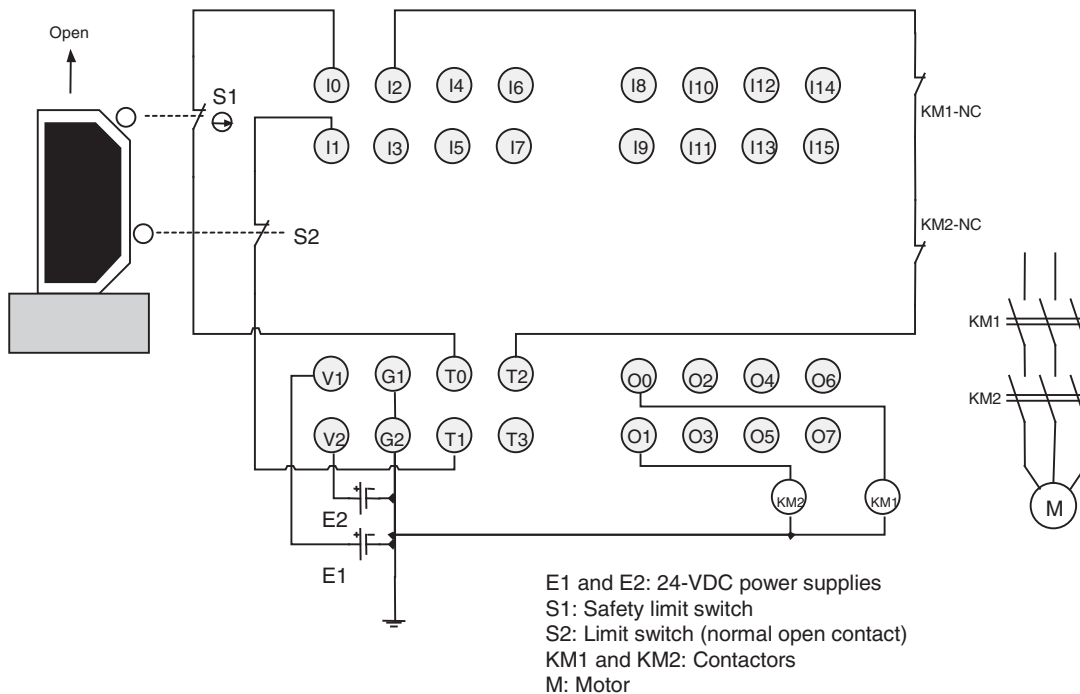 Open
S1
I0 I2 I4 I6 I8 I10 I12 I14
KM1-NC
I1 I3 I5 I7 I9 I11 I13 I15
S2
KM2-NC
KM1
V1 G1 T0 T2 O0 O2 O4 O6
KM2
V2 G2 T1 T3 O1 O3 O5 O7
+ −
E2
KM2 KM1
M
+ −
E1
E1 and E2: 24-VDC power supplies
S1: Safety limit switch
S2: Limit switch (normal open contact)
KM1 and KM2: Contactors
M: Motor